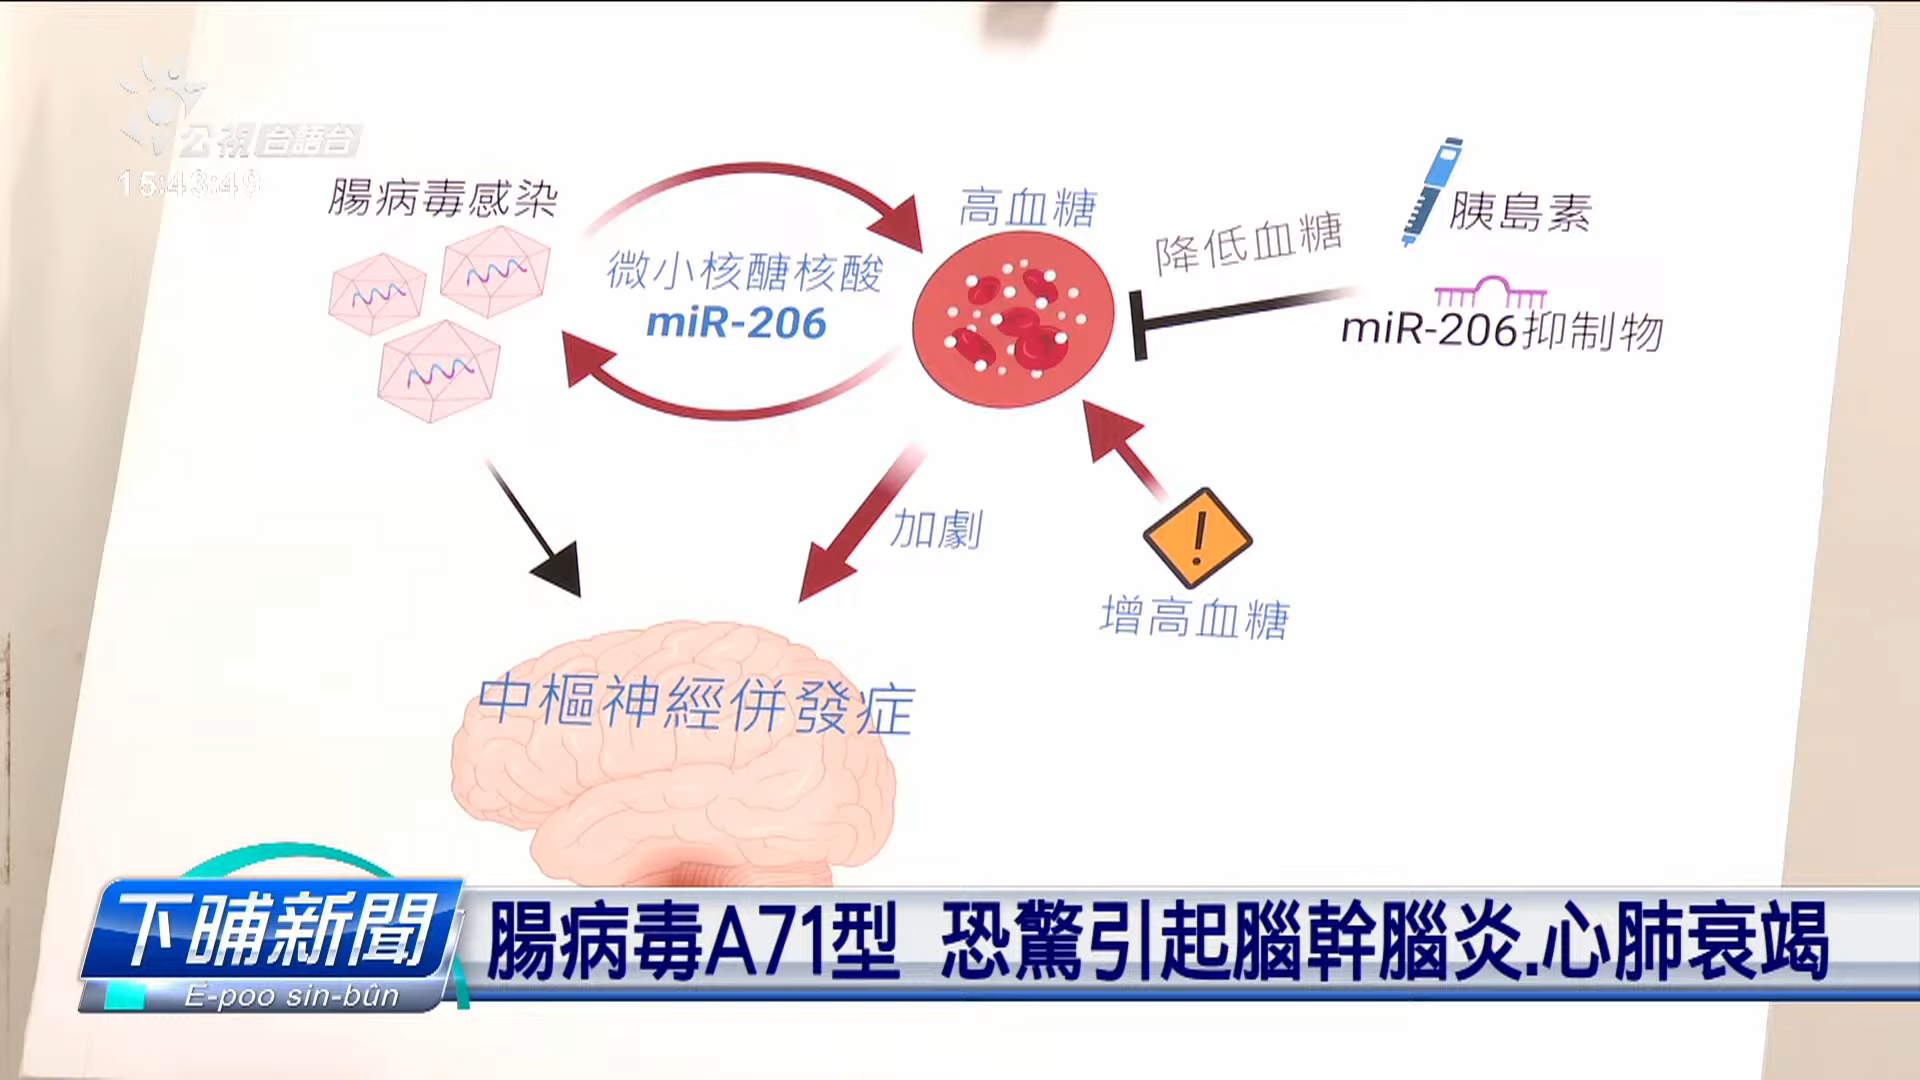 公視台語台
15:43:49
腸病毒感染
高血糖
胰島素
降低血糖
微小核醣核酸
miR-206
miR-206抑制物
加劇
增高血糖
中樞神經併發症
下晡新聞
E-poo sin-bûn
腸病毒A71型 恐驚引起腦幹腦炎.心肺衰竭